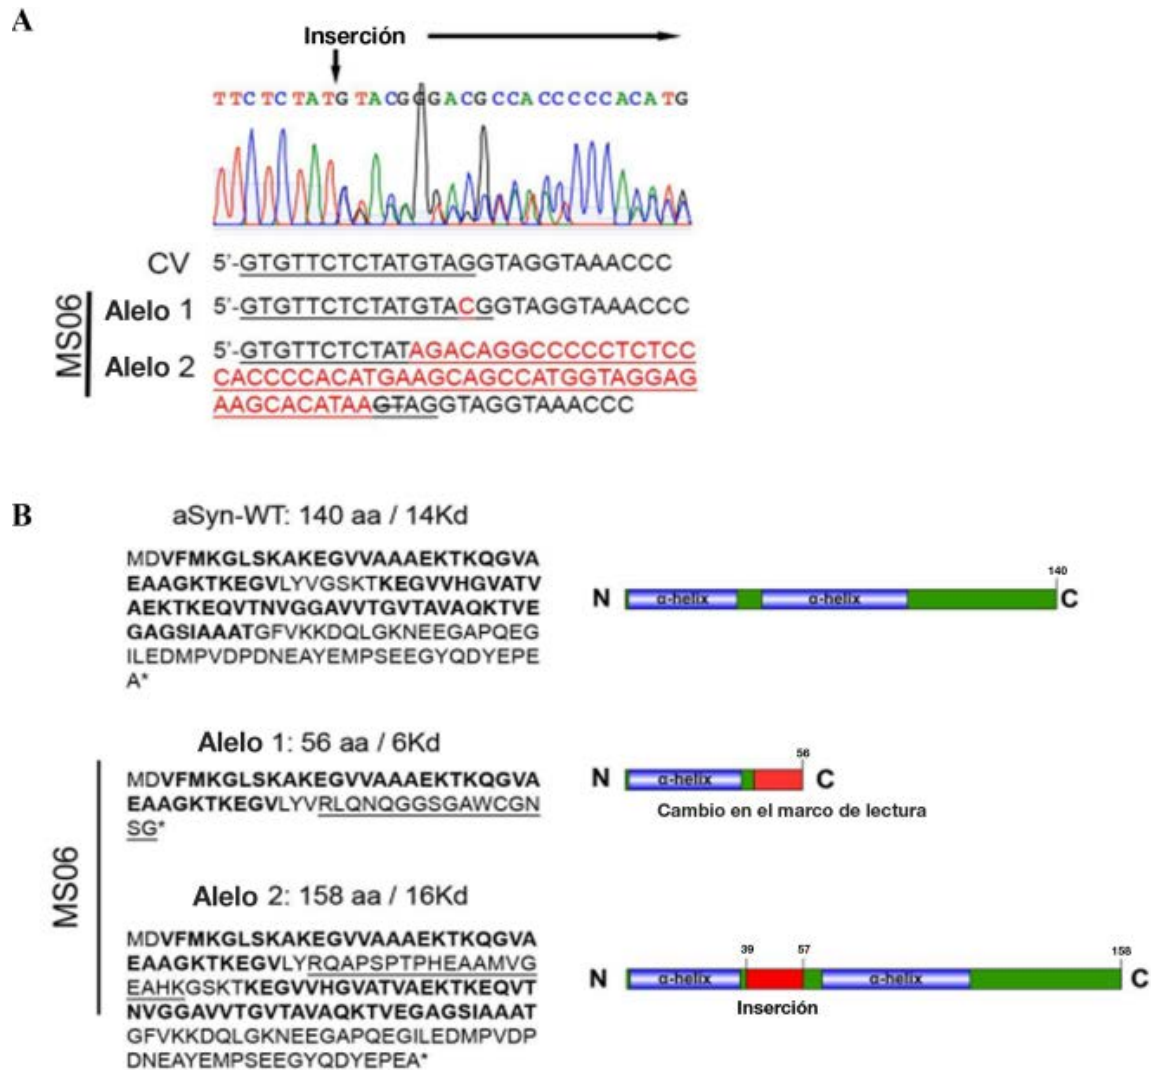 A
Inserción
TTCTCTATGTACGGGACGCCACCCCCACATG
CV 5'-GTGTTCTCTATGTAGGTAGGTAAACCC
MS06
Alelo 1 5'-GTGTTCTCTATGTACGGTAGGTAAACCC
Alelo 2 5'-GTGTTCTCTATAGACAGGCCCCCTCTCC
CACCCCACATGAAGCAGCCATGGTAGGAG
AAGCACATAAGTAGGTAGGTAAACCC
B
aSyn-WT: 140 aa / 14Kd
MDVFMKGLSKAKEGVVAAAEKTKQGVA
EAAGKTKEGVLYVGSKTKEGVVHGVATV
AEKTKEQVTNVGGAVVTGVTAVAQKTVE
GAGSIAAATGFVKKDQLGKNEEGAPQEG
ILEDMPVDPDNEAYEMPSEEGYQDYEPE
A*
140
N α-helix α-helix C
MS06
Alelo 1: 56 aa / 6Kd
MDVFMKGLSKAKEGVVAAAEKTKQGVA
EAAGKTKEGVLYVRLQNQGGSGAWCGN
SG*
56
N α-helix C
Cambio en el marco de lectura
Alelo 2: 158 aa / 16Kd
MDVFMKGLSKAKEGVVAAAEKTKQGVA
EAAGKTKEGVLYRQAPSPTPHEAAMVG
EAHKGSKTKEGVVHGVATVAEKTKEQVT
NVGGAVVTGVTAVAQKTVEGAGSIAAAT
GFVKKDQLGKNEEGAPQEGILEDMPVDP
DNEAYEMPSEEGYQDYEPEA*
39 57 158
N α-helix α-helix C
Inserción